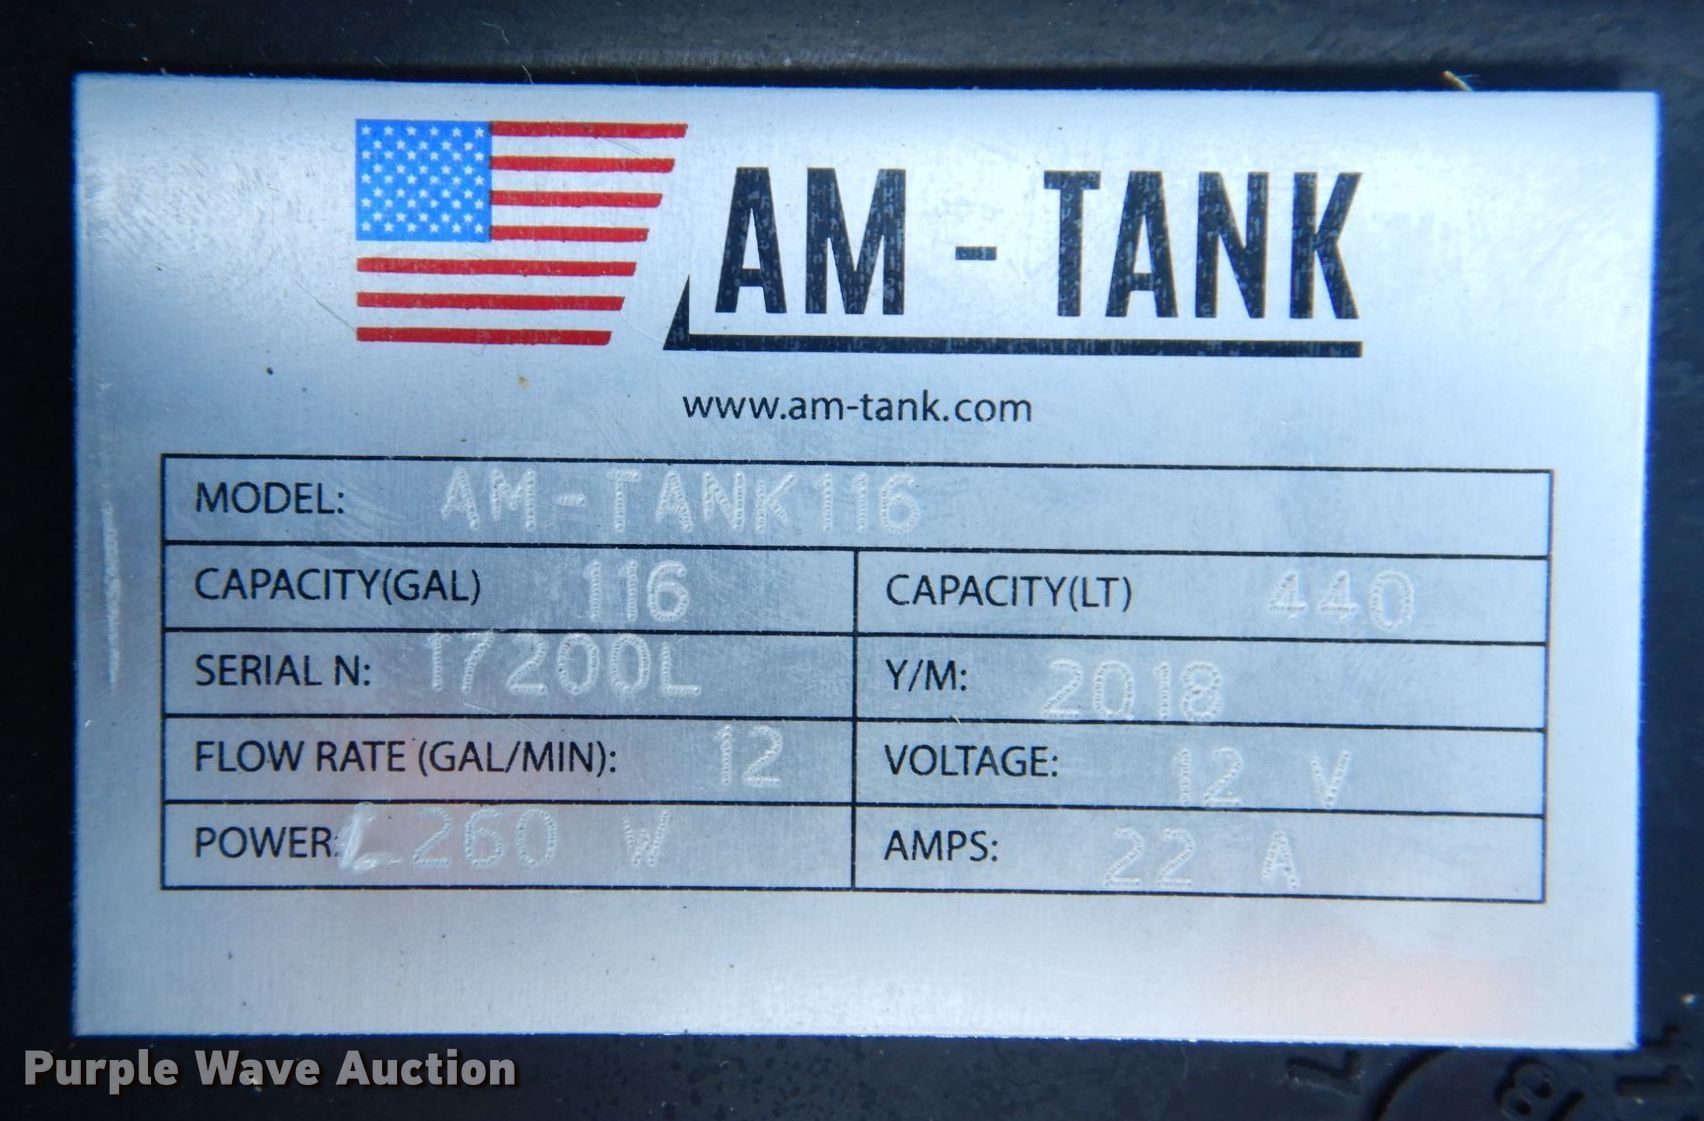 AM - TANK
www.am-tank.com
MODEL: AM-TANK116
CAPACITY(GAL) 116 CAPACITY(LT) 440
SERIAL N: 17200L Y/M: 2018
FLOW RATE (GAL/MIN): 12 VOLTAGE: 12 V
POWER: 260 W AMPS: 22 A
Purple Wave Auction